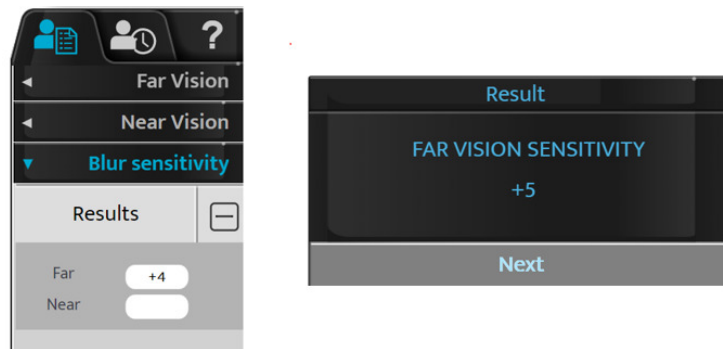 ?
Far Vision
Near Vision
Blur sensitivity
Results
Far +4
Near
Result
FAR VISION SENSITIVITY
+5
Next